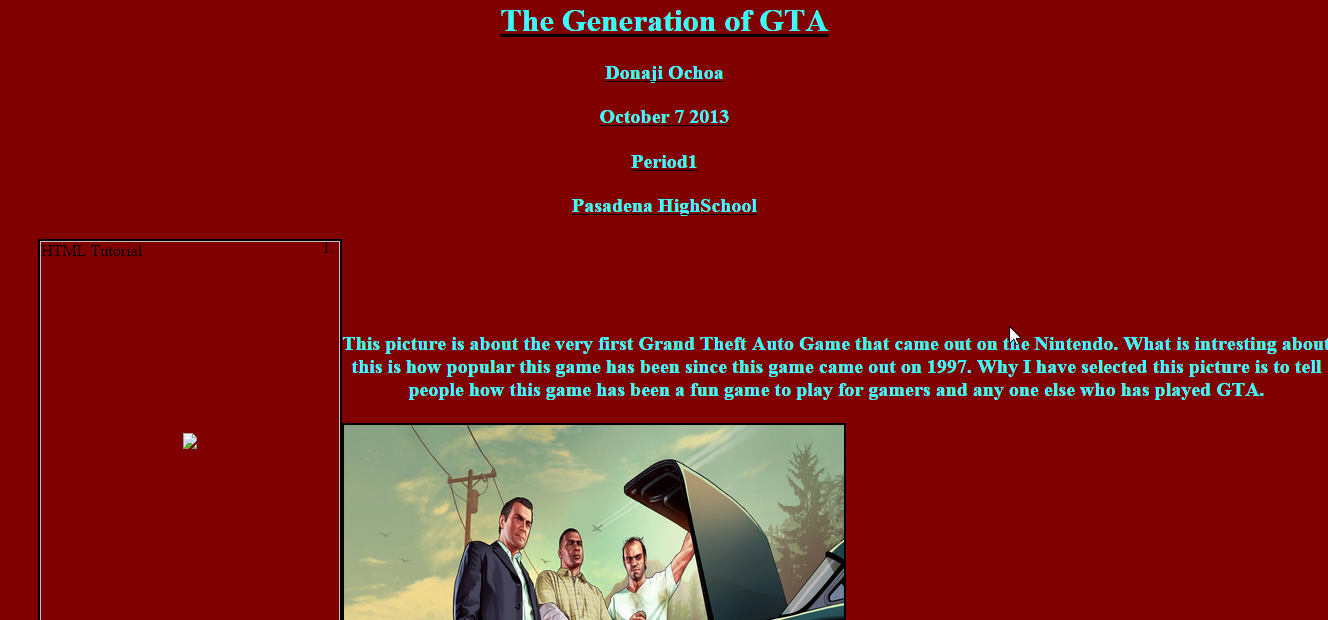 The Generation of GTA
Donaji Ochoa
October 7 2013
Period1
Pasadena HighSchool
HTML Tutorial
1.
This picture is about the very first Grand Theft Auto Game that came out on the Nintendo. What is intresting about
this is how popular this game has been since this game came out on 1997. Why I have selected this picture is to tell
people how this game has been a fun game to play for gamers and any one else who has played GTA.